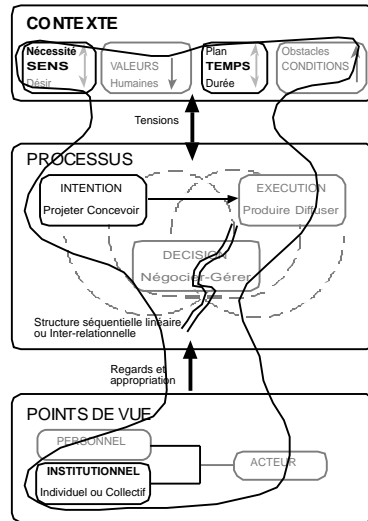 CONTEXTE
Nécessité
SENS
Désir
VALEURS
Humaines
Plan
TEMPS
Durée
Obstacles
CONDITIONS
Tensions
PROCESSUS
INTENTION
Projeter Concevoir
EXECUTION
Produire Diffuser
DECISION
Négocier-Gérer
Structure séquentielle linéaire
ou Inter-relationnelle
Regards et
appropriation
POINTS DE VUE
PERSONNEL
INSTITUTIONNEL
Individuel ou Collectif
ACTEUR